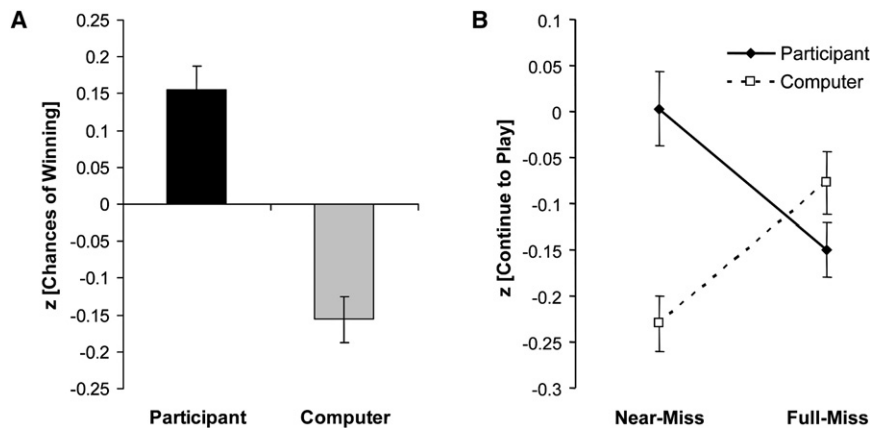 A
z [Chances of Winning]
0.25
0.2
0.15
0.1
0.05
0
-0.05
-0.1
-0.15
-0.2
-0.25
Participant Computer
B
z [Continue to Play]
0.1
0.05
0
-0.05
-0.1
-0.15
-0.2
-0.25
-0.3
Participant
Computer
Near-Miss Full-Miss